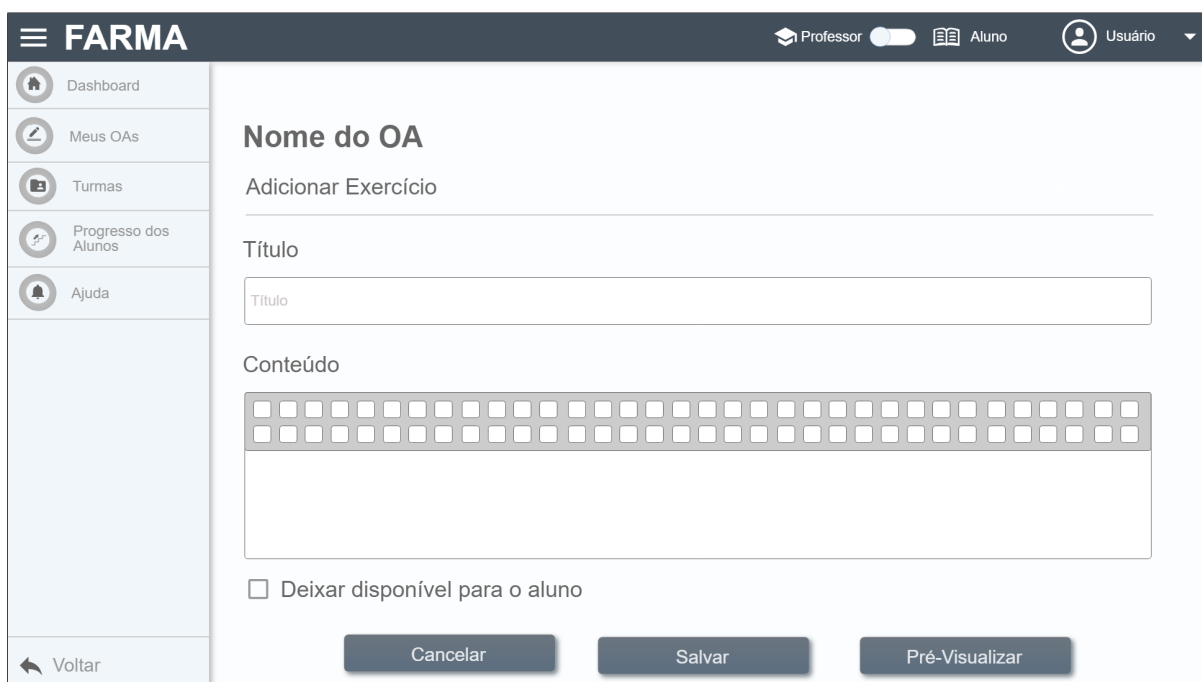 FARMA
Professor
Aluno
Usuário
Dashboard
Meus OAs
Turmas
Progresso dos
Alunos
Ajuda
Voltar
Nome do OA
Adicionar Exercício
Título
Título
Conteúdo
Deixar disponível para o aluno
Cancelar
Salvar
Pré-Visualizar